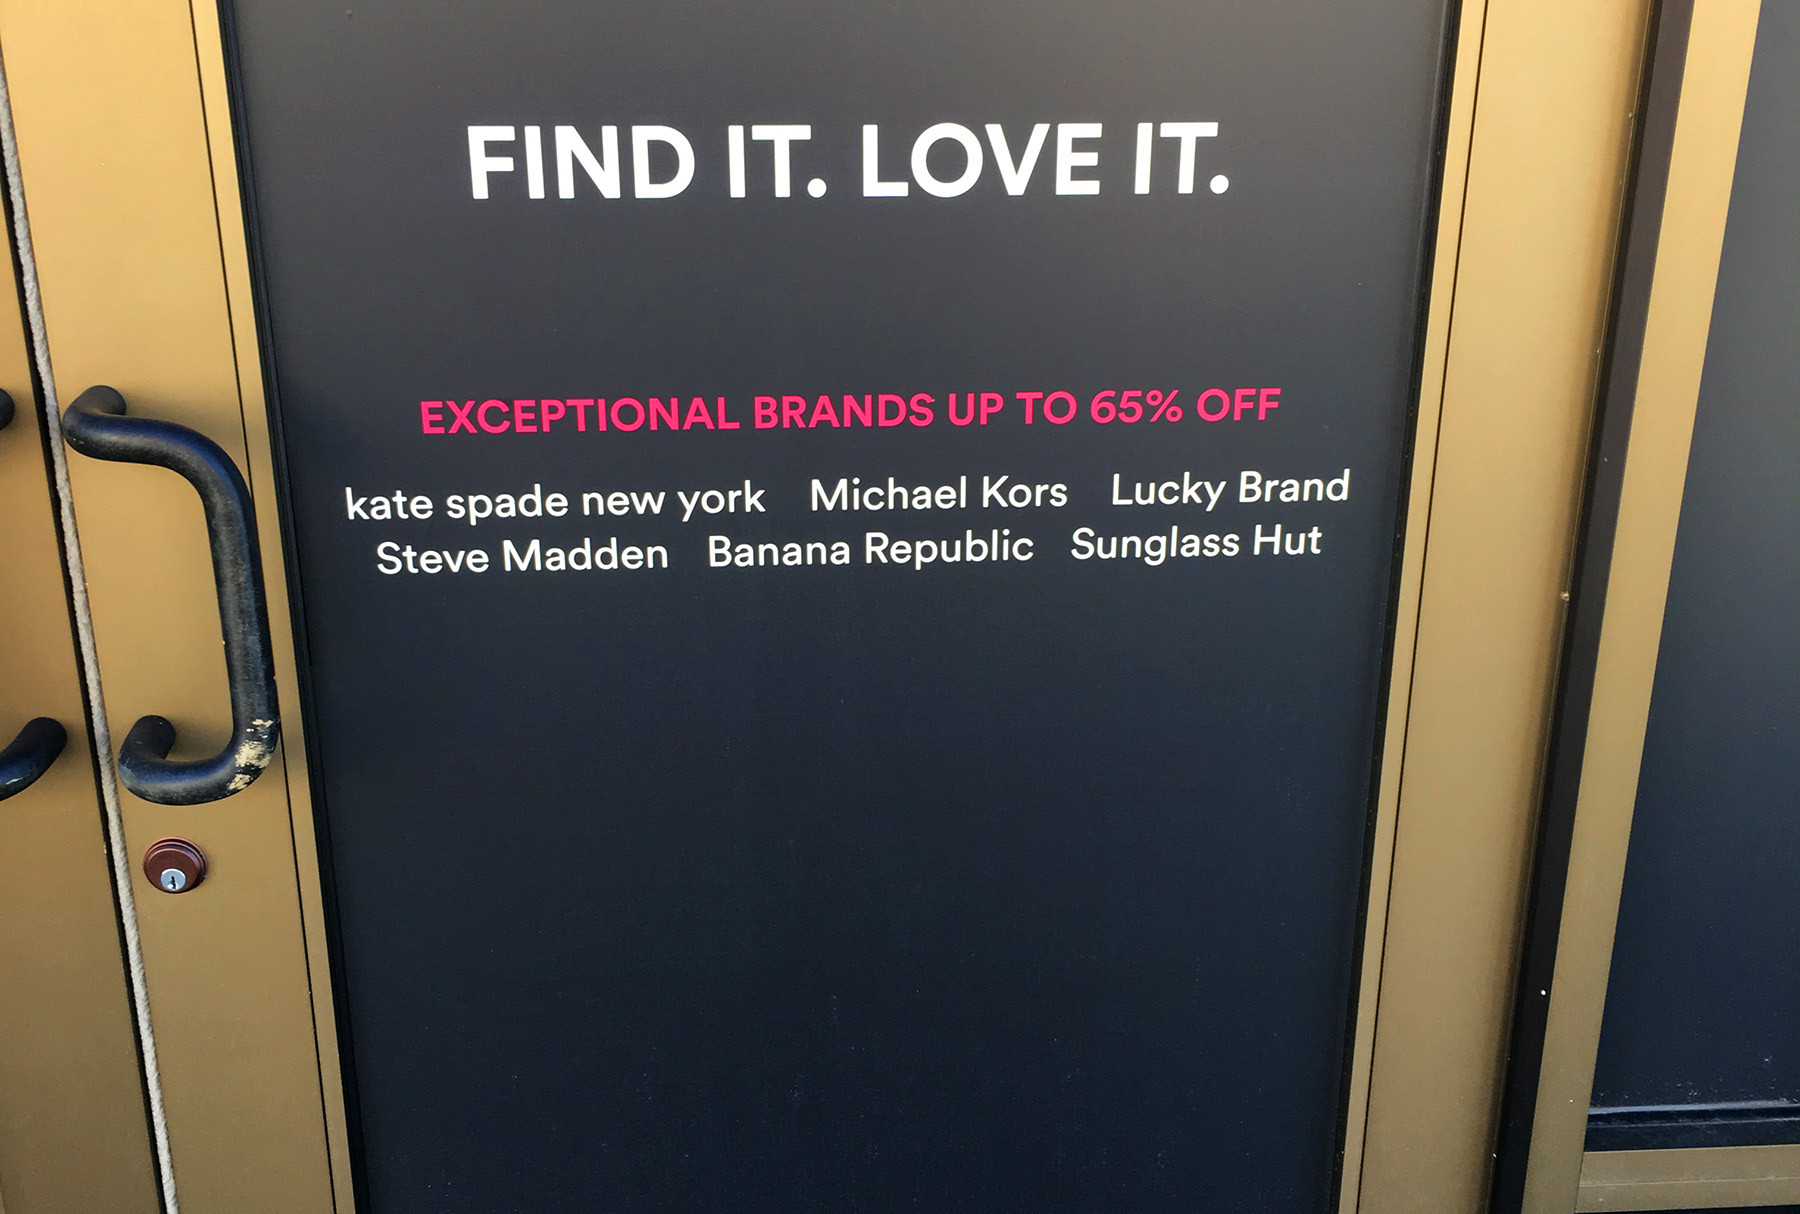 FIND IT. LOVE IT.
EXCEPTIONAL BRANDS UP TO 65% OFF
kate spade new york Michael Kors Lucky Brand
Steve Madden Banana Republic Sunglass Hut